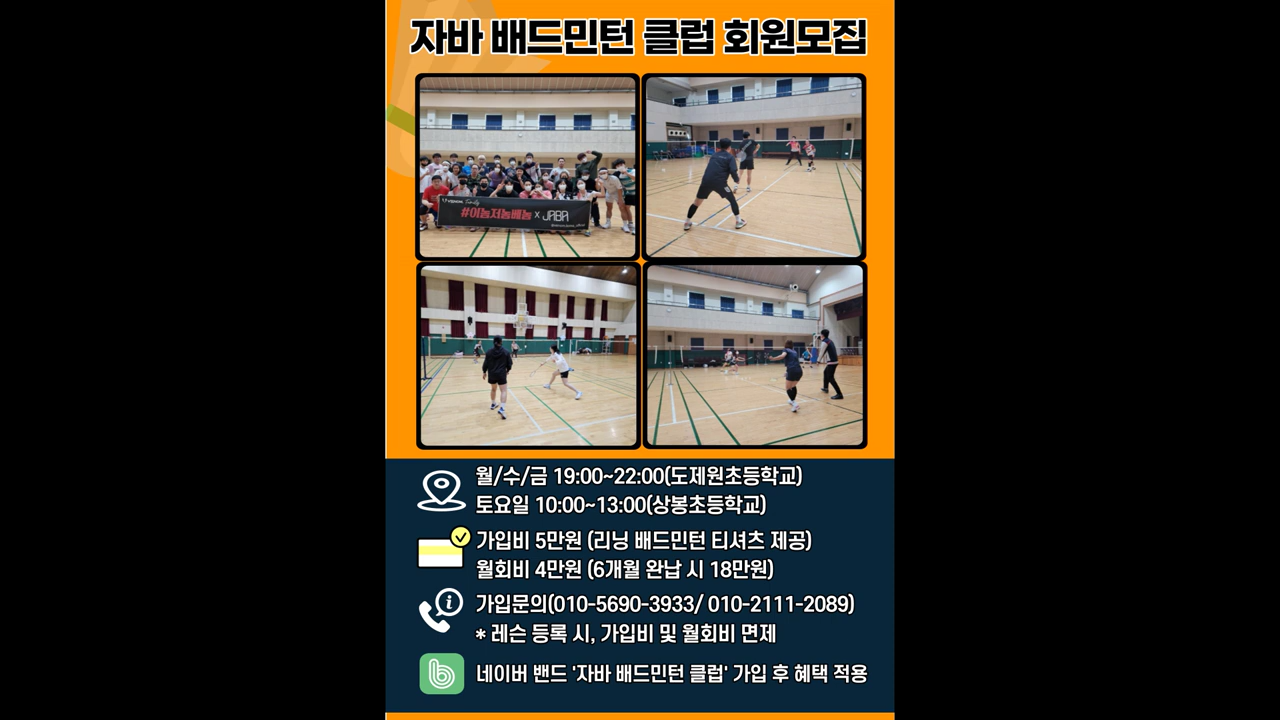 자바 배드민턴 클럽 회원모집
#이놈저놈베놈 x JABA
월/수/금 19:00~22:00(도제원초등학교)
토요일 10:00~13:00(상봉초등학교)
가입비 5만원 (리닝 배드민턴 티셔츠 제공)
월회비 4만원 (6개월 완납 시 18만원)
가입문의(010-5690-3933/ 010-2111-2089)
* 레슨 등록 시, 가입비 및 월회비 면제
네이버 밴드 '자바 배드민턴 클럽' 가입 후 혜택 적용